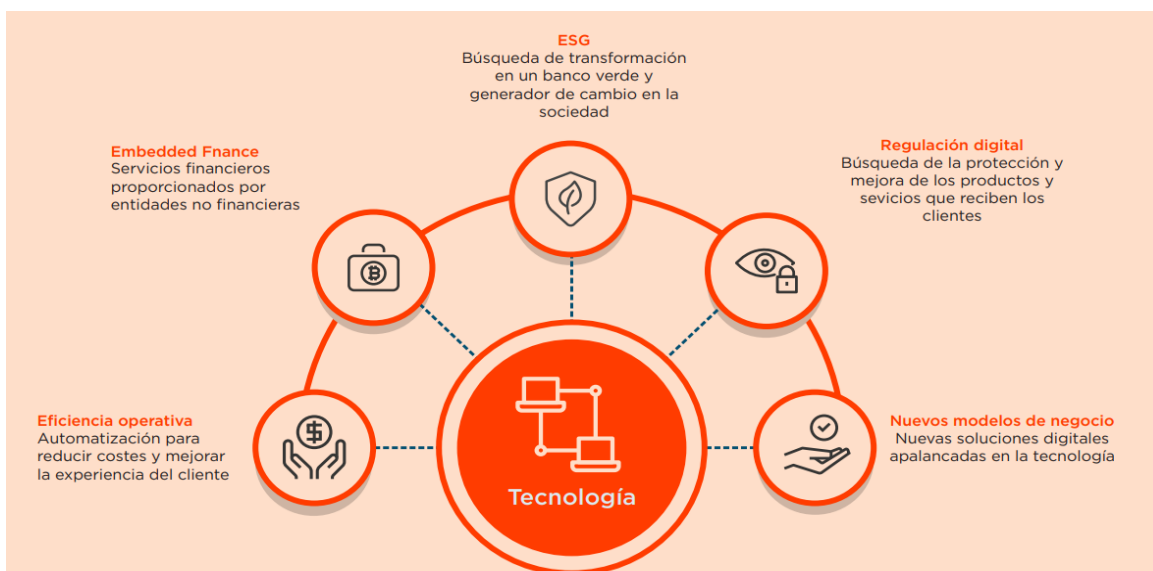 ESG
Búsqueda de transformación
en un banco verde y
generador de cambio en la
sociedad
Embedded Fnance
Servicios financieros
proporcionados por
entidades no financieras
Regulación digital
Búsqueda de la protección y
mejora de los productos y
sevicios que reciben los
clientes
Eficiencia operativa
Automatización para
reducir costes y mejorar
la experiencia del cliente
Nuevos modelos de negocio
Nuevas soluciones digitales
apalancadas en la tecnología
Tecnología